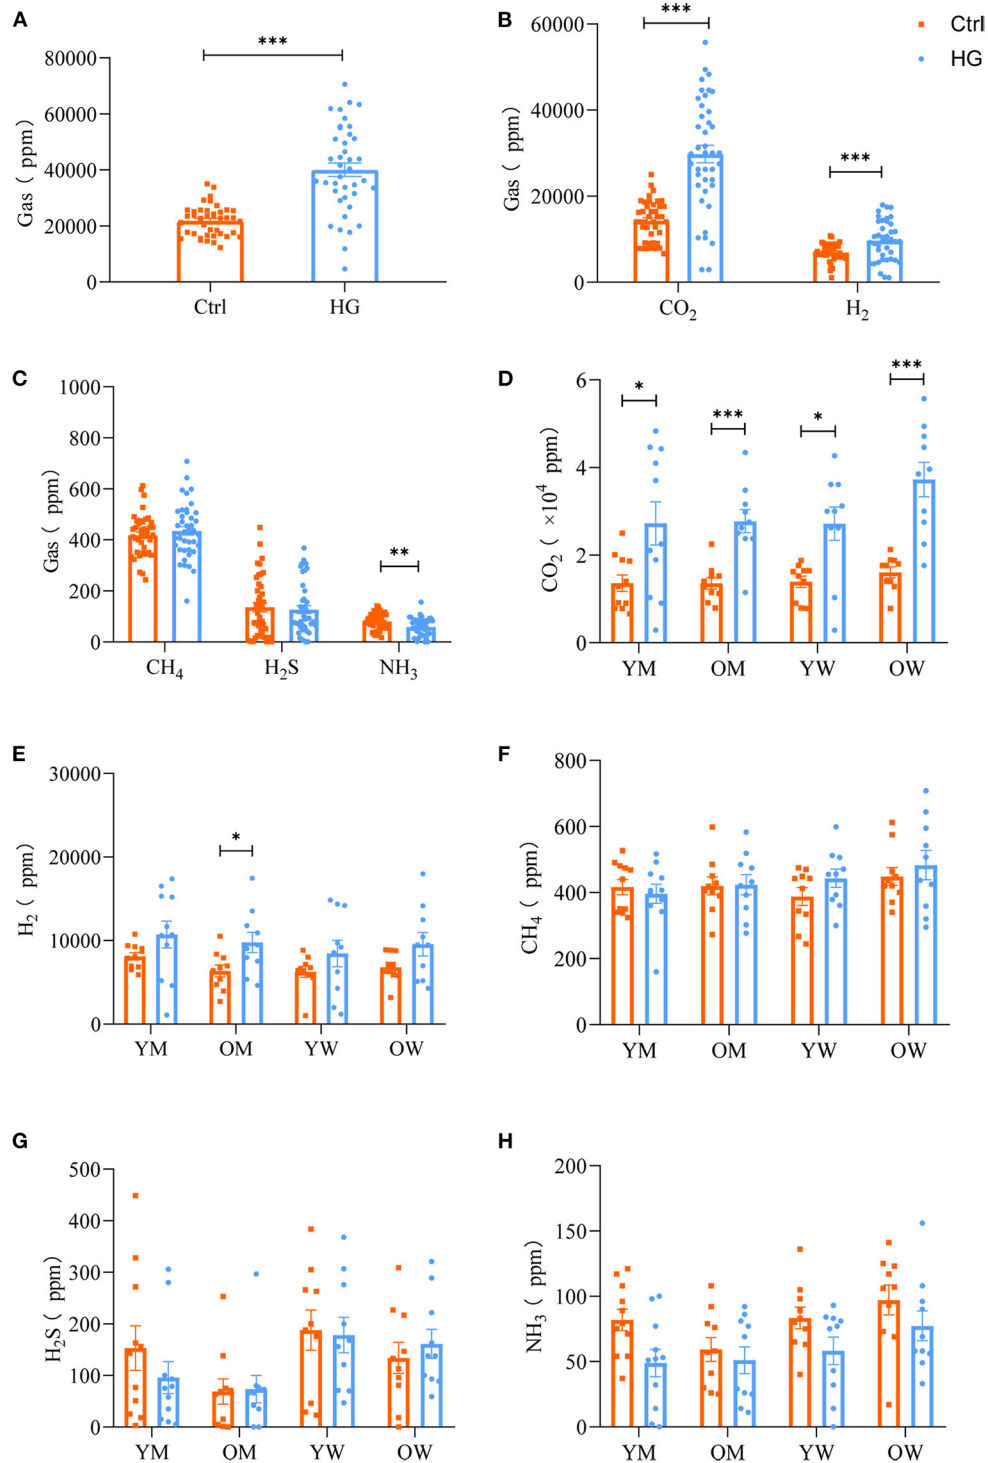 A
***
80000
60000
40000
20000
0
Gas ( ppm)
Ctrl HG
B
***
***
60000
40000
20000
0
Gas ( ppm)
CO₂ H₂
Ctrl
HG
C
1000
800
600
400
200
0
Gas ( ppm)
**
CH₄ H₂S NH₃
D
6
4
2
0
CO₂ ( ×10⁴ ppm)
* *** * ***
YM OM YW OW
E
30000
20000
10000
0
H₂ ( ppm)
*
YM OM YW OW
F
800
600
400
200
0
CH₄ ( ppm)
YM OM YW OW
G
500
400
300
200
100
0
H₂S ( ppm)
YM OM YW OW
H
200
150
100
50
0
NH₃ ( ppm)
YM OM YW OW